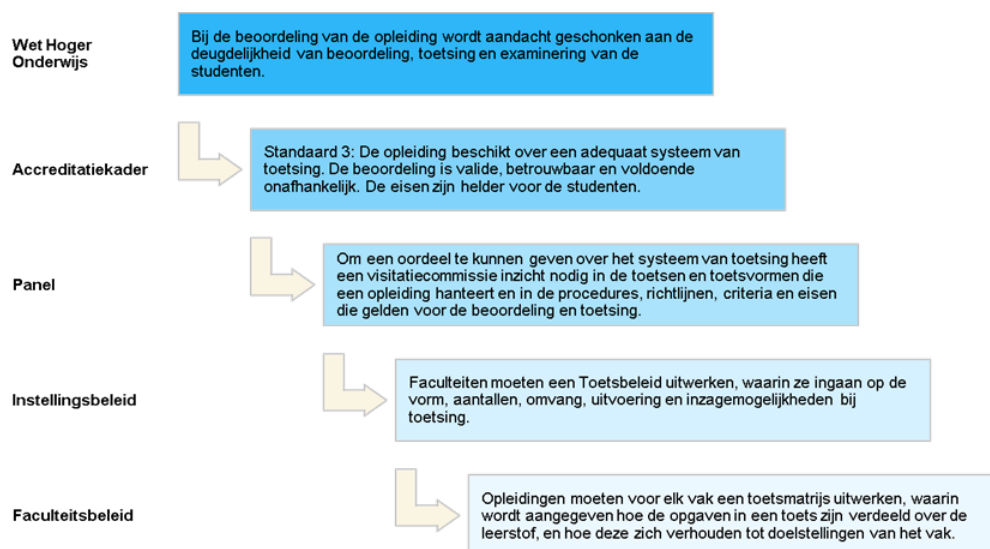 Wet Hoger
Onderwijs
Bij de beoordeling van de opleiding wordt aandacht geschonken aan de
deugdelijkheid van beoordeling, toetsing en examinering van de
studenten.
Accreditatiekader
Standaard 3: De opleiding beschikt over een adequaat systeem van
toetsing. De beoordeling is valide, betrouwbaar en voldoende
onafhankelijk. De eisen zijn helder voor de studenten.
Panel
Om een oordeel te kunnen geven over het systeem van toetsing heeft
een visitatiecommissie inzicht nodig in de toetsen en toetsvormen die
een opleiding hanteert en in de procedures, richtlijnen, criteria en eisen
die gelden voor de beoordeling en toetsing.
Instellingsbeleid
Faculteiten moeten een Toetsbeleid uitwerken, waarin ze ingaan op de
vorm, aantallen, omvang, uitvoering en inzagemogelijkheden bij
toetsing.
Faculteitsbeleid
Opleidingen moeten voor elk vak een toetsmatrijs uitwerken, waarin
wordt aangegeven hoe de opgaven in een toets zijn verdeeld over de
leerstof, en hoe deze zich verhouden tot doelstellingen van het vak.